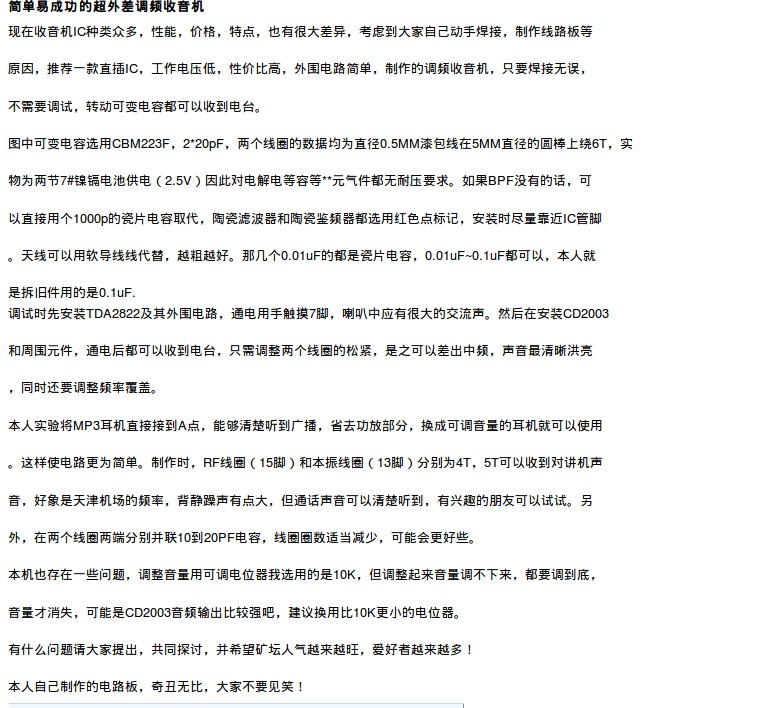 简单易成功的超外差调频收音机
现在收音机IC种类众多，性能，价格，特点，也有很大差异，考虑到大家自己动手焊接，制作线路板等
原因，推荐一款直插IC，工作电压低，性价比高，外围电路简单，制作的调频收音机，只要焊接无误，
不需要调试，转动可变电容都可以收到电台。
图中可变电容选用CBM223F，2*20pF，两个线圈的数据均为直径0.5MM漆包线在5MM直径的圆棒上绕6T，实
物为两节7#镍镉电池供电（2.5V）因此对电解电等容等**元气件都无耐压要求。如果BPF没有的话，可
以直接用个1000p的瓷片电容取代，陶瓷滤波器和陶瓷鉴频器都选用红色点标记，安装时尽量靠近IC管脚
。天线可以用软导线线代替，越粗越好。那几个0.01uF的都是瓷片电容，0.01uF~0.1uF都可以，本人就
是拆旧件用的是0.1uF.
调试时先安装TDA2822及其外围电路，通电用手触摸7脚，喇叭中应有很大的交流声。然后在安装CD2003
和周围元件，通电后都可以收到电台，只需调整两个线圈的松紧，是之可以差出中频，声音最清晰洪亮
，同时还要调整频率覆盖。
本人实验将MP3耳机直接接到A点，能够清楚听到广播，省去功放部分，换成可调音量的耳机就可以使用
。这样使电路更为简单。制作时，RF线圈（15脚）和本振线圈（13脚）分别为4T，5T可以收到对讲机声
音，好象是天津机场的频率，背静躁声有点大，但通话声音可以清楚听到，有兴趣的朋友可以试试。另
外，在两个线圈两端分别并联10到20PF电容，线圈圈数适当减少，可能会更好些。
本机也存在一些问题，调整音量用可调电位器我选用的是10K，但调整起来音量调不下来，都要调到底，
音量才消失，可能是CD2003音频输出比较强吧，建议换用比10K更小的电位器。
有什么问题请大家提出，共同探讨，并希望矿坛人气越来越旺，爱好者越来越多！
本人自己制作的电路板，奇丑无比，大家不要见笑！